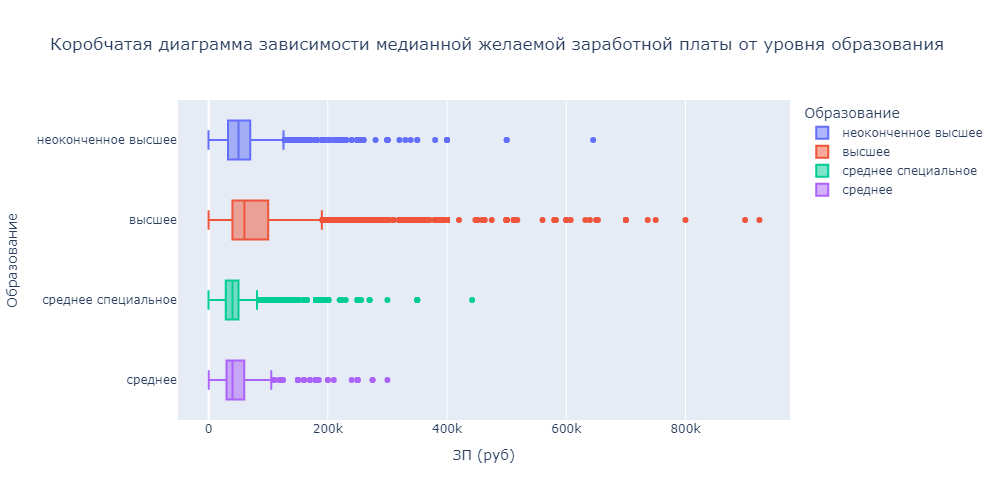 Коробчатая диаграмма зависимости медианной желаемой заработной платы от уровня образования
Образование
неоконченное высшее
высшее
среднее специальное
среднее
0
200k
400k
600k
800k
ЗП (руб)
Образование
неоконченное высшее
высшее
среднее специальное
среднее